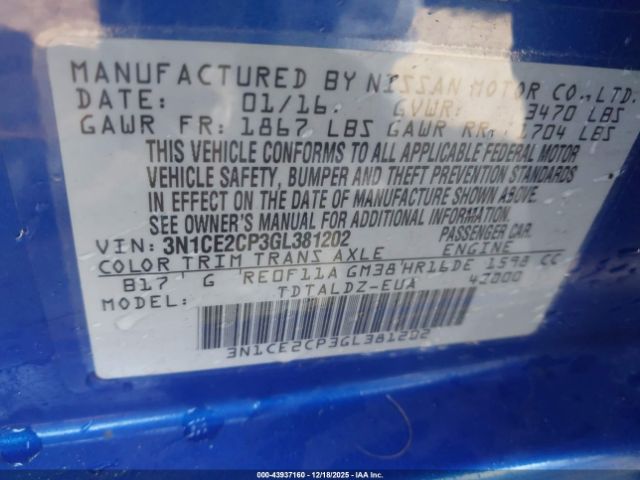 MANUFACTURED BY NISSAN MOTOR CO., LTD.
DATE: 01/16. GVWR: 3470 LBS
GAWR FR: 1867 LBS GAWR RR: 1704 LBS
THIS VEHICLE CONFORMS TO ALL APPLICABLE FEDERAL MOTOR
VEHICLE SAFETY, BUMPER AND THEFT PREVENTION STANDARDS
IN EFFECT ON THE DATE OF MANUFACTURE SHOWN ABOVE.
SEE OWNER'S MANUAL FOR ADDITIONAL INFORMATION.
VIN: 3N1CE2CP3GL381202 PASSENGER CAR.
COLOR TRIM TRANS AXLE ENGINE
B17 G RE0F11A GM38 HR16DE 1598 CC
MODEL: TDTALDZ-EUA 42000
3N1CE2CP3GL381202
000-43937160 - 12/18/2025 - IAA, Inc.